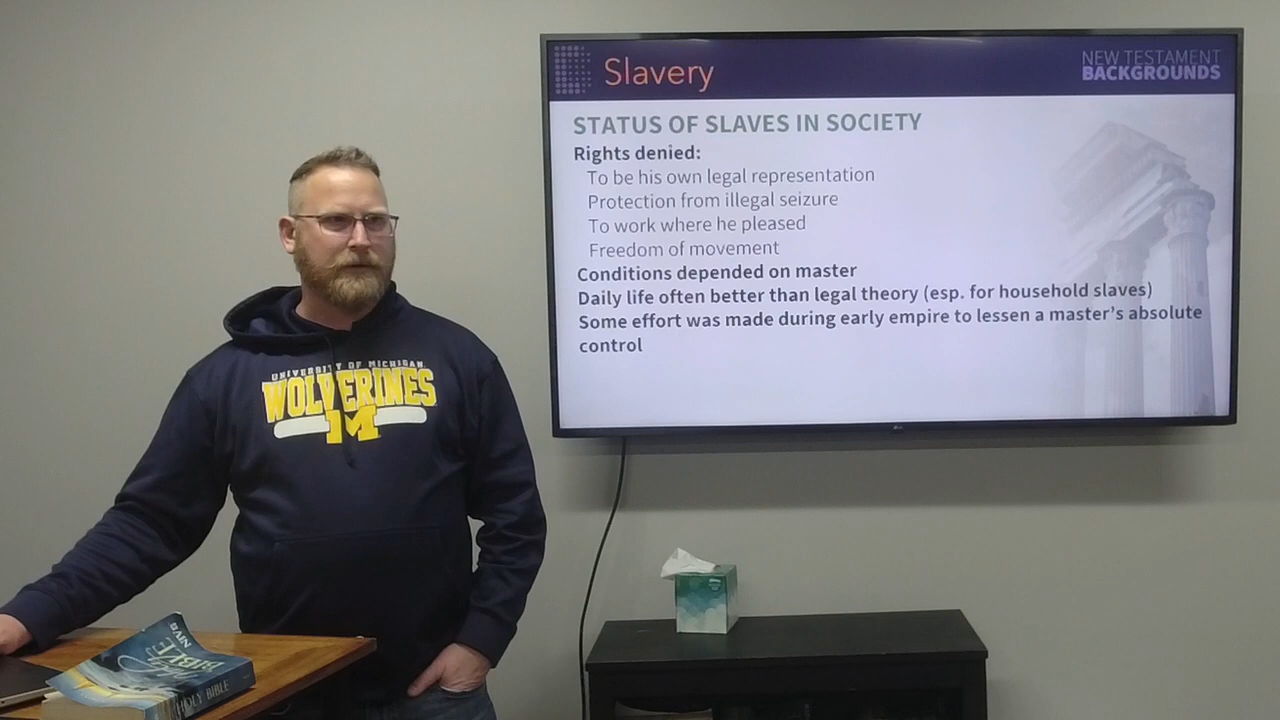 Slavery
NEW TESTAMENT
BACKGROUNDS
STATUS OF SLAVES IN SOCIETY
Rights denied:
To be his own legal representation
Protection from illegal seizure
To work where he pleased
Freedom of movement
Conditions depended on master
Daily life often better than legal theory (esp. for household slaves)
Some effort was made during early empire to lessen a master's absolute
control
LG
UNIVERSITY OF MICHIGAN
WOLVERINES
M
NIV
BIBLE
HOLY BIBLE